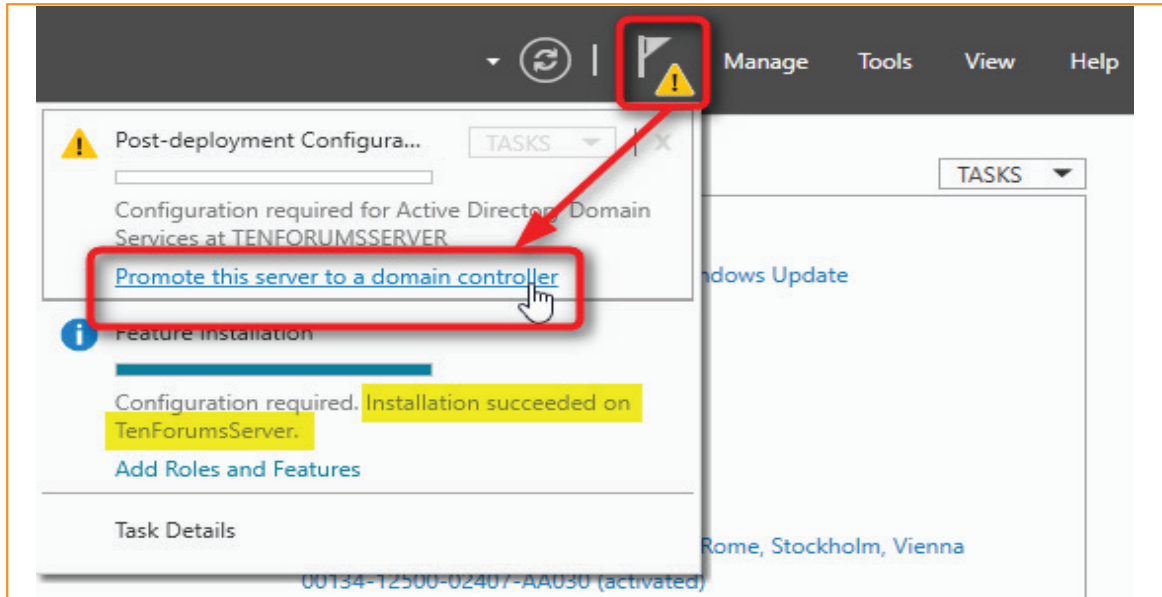 Manage Tools View Help
Post-deployment Configura... TASKS
TASKS
Configuration required for Active Directory Domain
Services at TENFORUMSSERVER
Promote this server to a domain controller
Windows Update
Feature Installation
Configuration required. Installation succeeded on
TenForumsServer.
Add Roles and Features
Task Details
Rome, Stockholm, Vienna
00134-12500-02407-AA030 (activated)